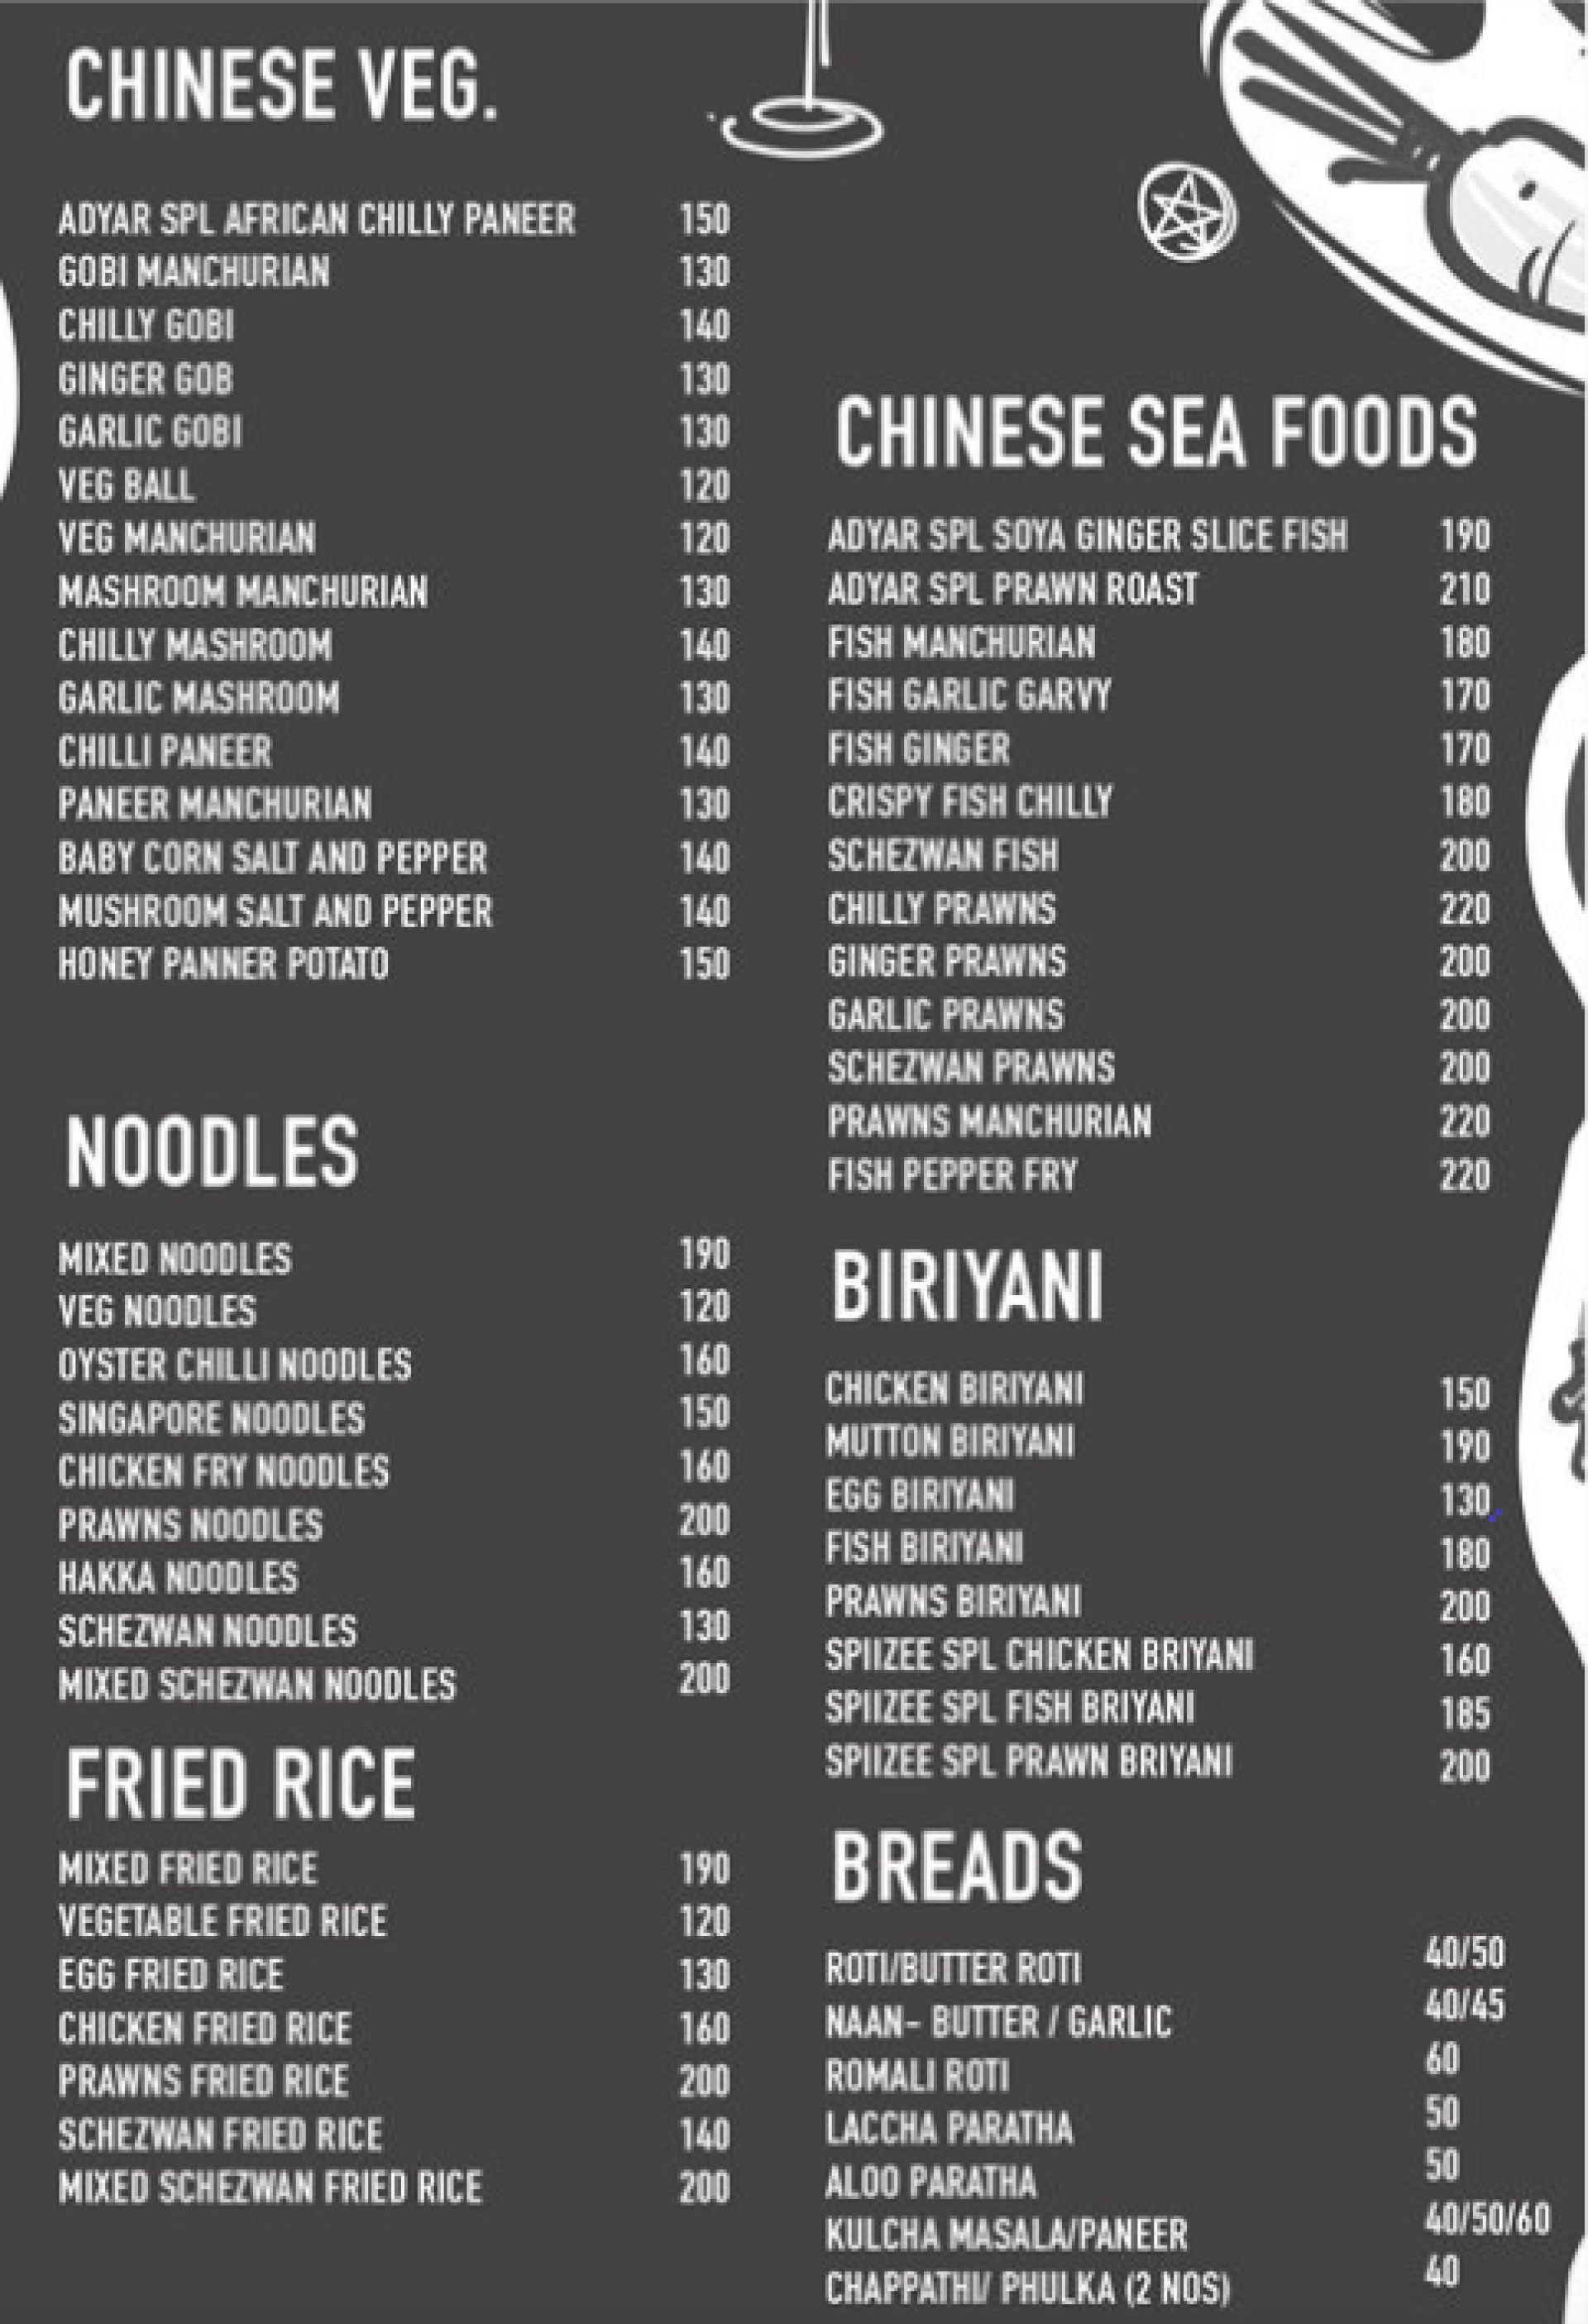 CHINESE VEG.
ADYAR SPL AFRICAN CHILLY PANEER 150
GOBI MANCHURIAN 130
CHILLY GOBI 140
GINGER GOB 130
GARLIC GOBI 130
VEG BALL 120
VEG MANCHURIAN 120
MASHROOM MANCHURIAN 130
CHILLY MASHROOM 140
GARLIC MASHROOM 130
CHILLI PANEER 140
PANEER MANCHURIAN 130
BABY CORN SALT AND PEPPER 140
MUSHROOM SALT AND PEPPER 140
HONEY PANNER POTATO 150
NOODLES
MIXED NOODLES 190
VEG NOODLES 120
OYSTER CHILLI NOODLES 160
SINGAPORE NOODLES 150
CHICKEN FRY NOODLES 160
PRAWNS NOODLES 200
HAKKA NOODLES 160
SCHEZWAN NOODLES 130
MIXED SCHEZWAN NOODLES 200
FRIED RICE
MIXED FRIED RICE 190
VEGETABLE FRIED RICE 120
EGG FRIED RICE 130
CHICKEN FRIED RICE 160
PRAWNS FRIED RICE 200
SCHEZWAN FRIED RICE 140
MIXED SCHEZWAN FRIED RICE 200
CHINESE SEA FOODS
ADYAR SPL SOYA GINGER SLICE FISH 190
ADYAR SPL PRAWN ROAST 210
FISH MANCHURIAN 180
FISH GARLIC GARVY 170
FISH GINGER 170
CRISPY FISH CHILLY 180
SCHEZWAN FISH 200
CHILLY PRAWNS 220
GINGER PRAWNS 200
GARLIC PRAWNS 200
SCHEZWAN PRAWNS 200
PRAWNS MANCHURIAN 220
FISH PEPPER FRY 220
BIRIYANI
CHICKEN BIRIYANI 150
MUTTON BIRIYANI 190
EGG BIRIYANI 130
FISH BIRIYANI 180
PRAWNS BIRIYANI 200
SPIIZEE SPL CHICKEN BRIYANI 160
SPIIZEE SPL FISH BRIYANI 185
SPIIZEE SPL PRAWN BRIYANI 200
BREADS
ROTI/BUTTER ROTI 40/50
NAAN- BUTTER / GARLIC 40/45
ROMALI ROTI 60
LACCHA PARATHA 50
ALOO PARATHA 50
KULCHA MASALA/PANEER 40/50/60
CHAPPATHI/ PHULKA (2 NOS) 40